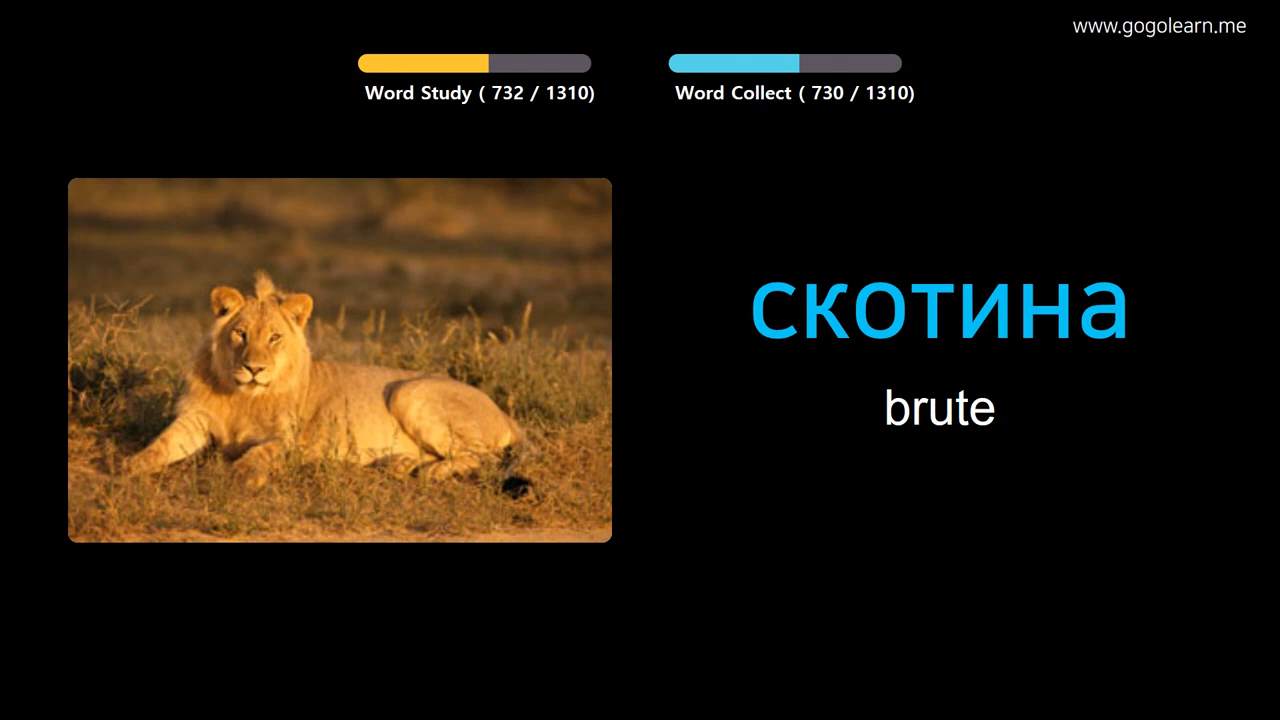 www.gogolearn.me
Word Study ( 732 / 1310)
Word Collect ( 730 / 1310)
скотина
brute